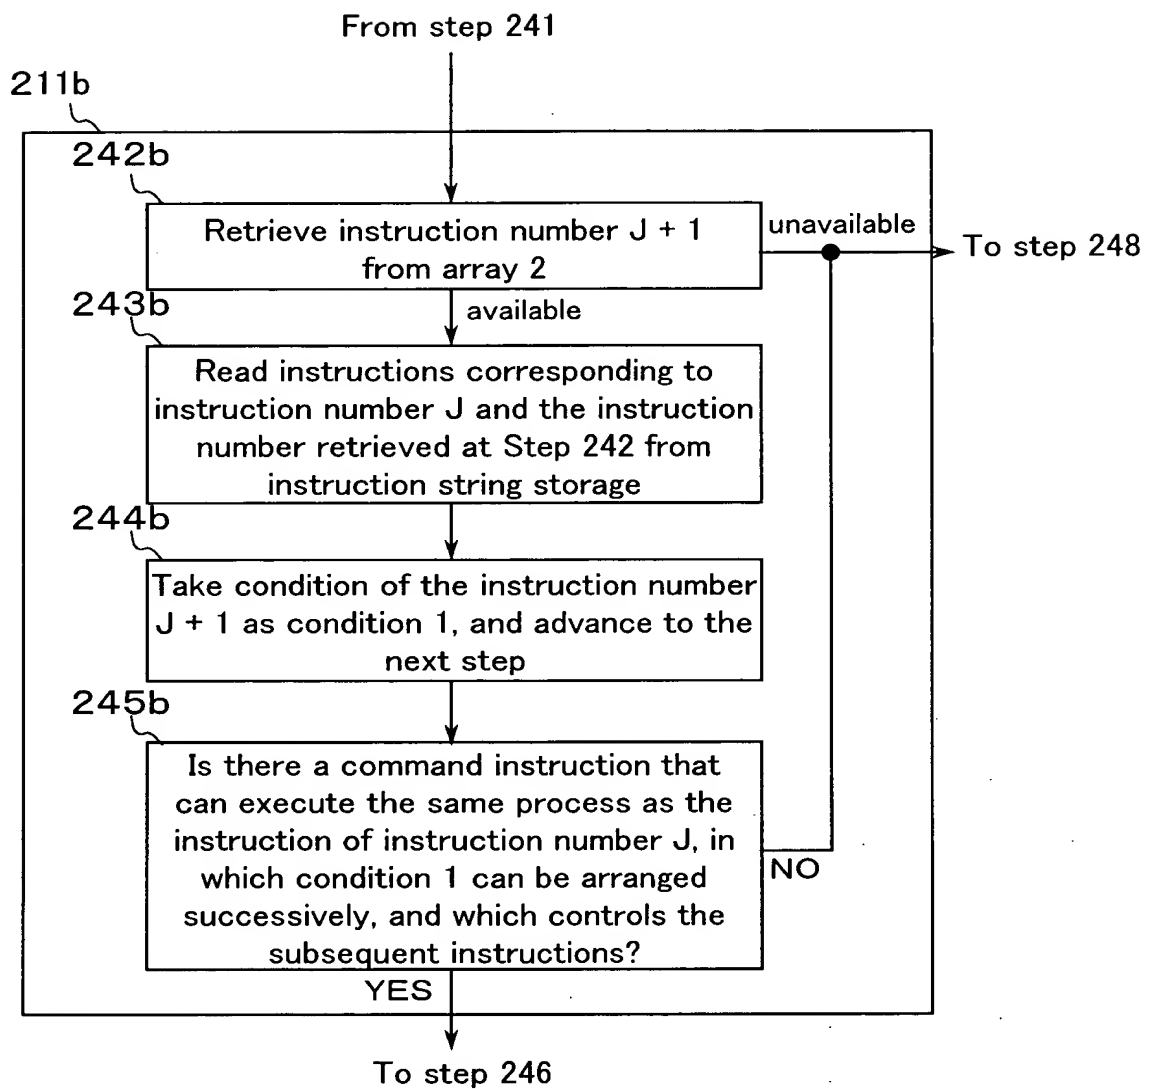 From step 241
211b
242b
Retrieve instruction number J + 1
from array 2
unavailable
To step 248
243b
available
Read instructions corresponding to
instruction number J and the instruction
number retrieved at Step 242 from
instruction string storage
244b
Take condition of the instruction number
J + 1 as condition 1, and advance to the
next step
245b
Is there a command instruction that
can execute the same process as the
instruction of instruction number J, in
which condition 1 can be arranged
successively, and which controls the
subsequent instructions?
NO
YES
To step 246